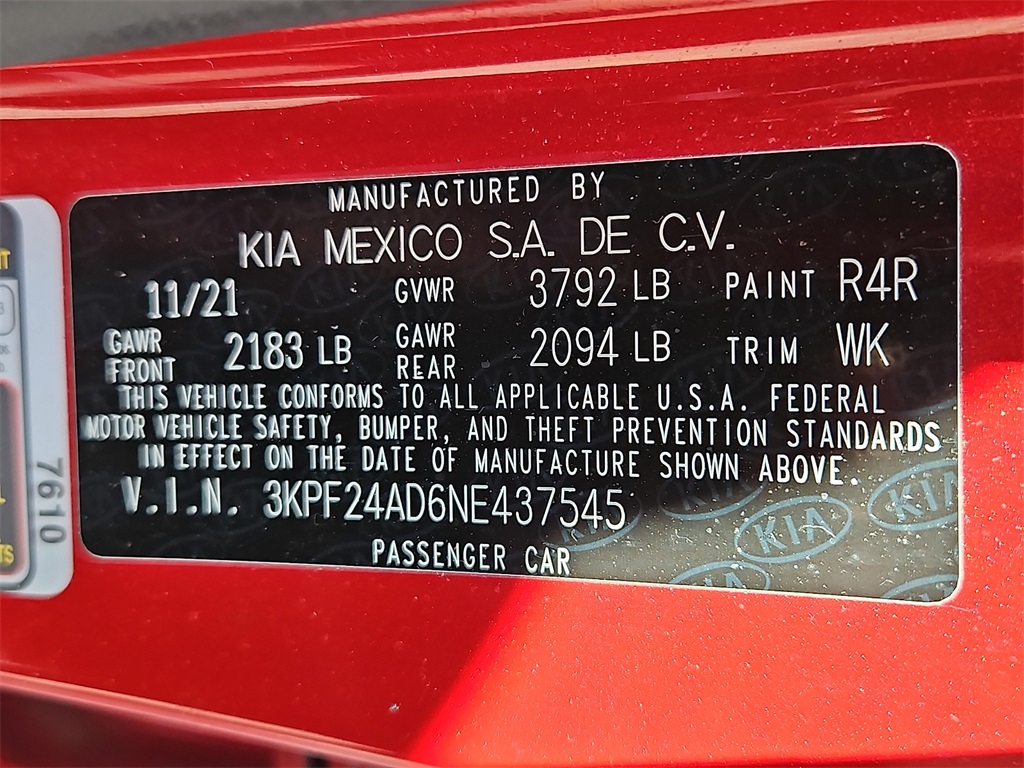 MANUFACTURED BY
KIA MEXICO S.A. DE C.V.
11/21 GVWR 3792 LB PAINT R4R
GAWR FRONT 2183 LB GAWR REAR 2094 LB TRIM WK
THIS VEHICLE CONFORMS TO ALL APPLICABLE U.S.A. FEDERAL
MOTOR VEHICLE SAFETY, BUMPER, AND THEFT PREVENTION STANDARDS
IN EFFECT ON THE DATE OF MANUFACTURE SHOWN ABOVE.
V.I.N. 3KPF24AD6NE437545
PASSENGER CAR
KIA
KIA
7610